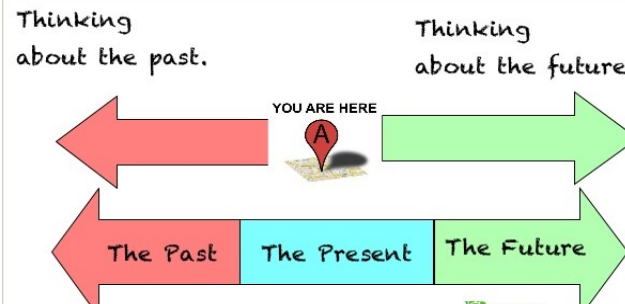 Thinking
about the past.
Thinking
about the future
YOU ARE HERE
A
The Past
The Present
The Future